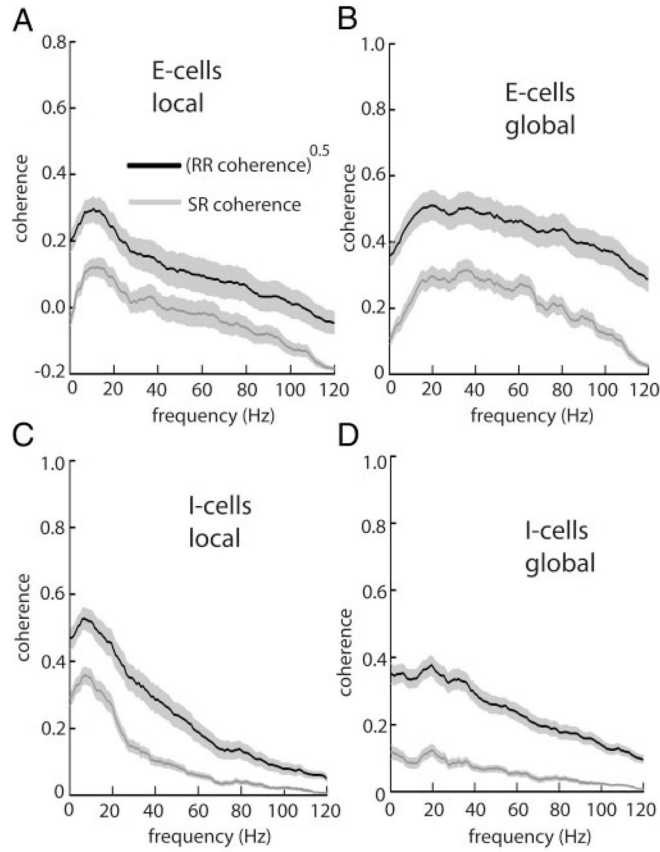 A
0.8
0.6
0.4
0.2
0.0
-0.2
coherence
E-cells
local
(RR coherence)^0.5
SR coherence
0 20 40 60 80 100 120
frequency (Hz)
B
1.0
0.8
0.6
0.4
0.2
0
coherence
E-cells
global
0 20 40 60 80 100 120
frequency (Hz)
C
1.0
0.8
0.6
0.4
0.2
0
coherence
I-cells
local
0 20 40 60 80 100 120
frequency (Hz)
D
1.0
0.8
0.6
0.4
0.2
0
coherence
I-cells
global
0 20 40 60 80 100 120
frequency (Hz)